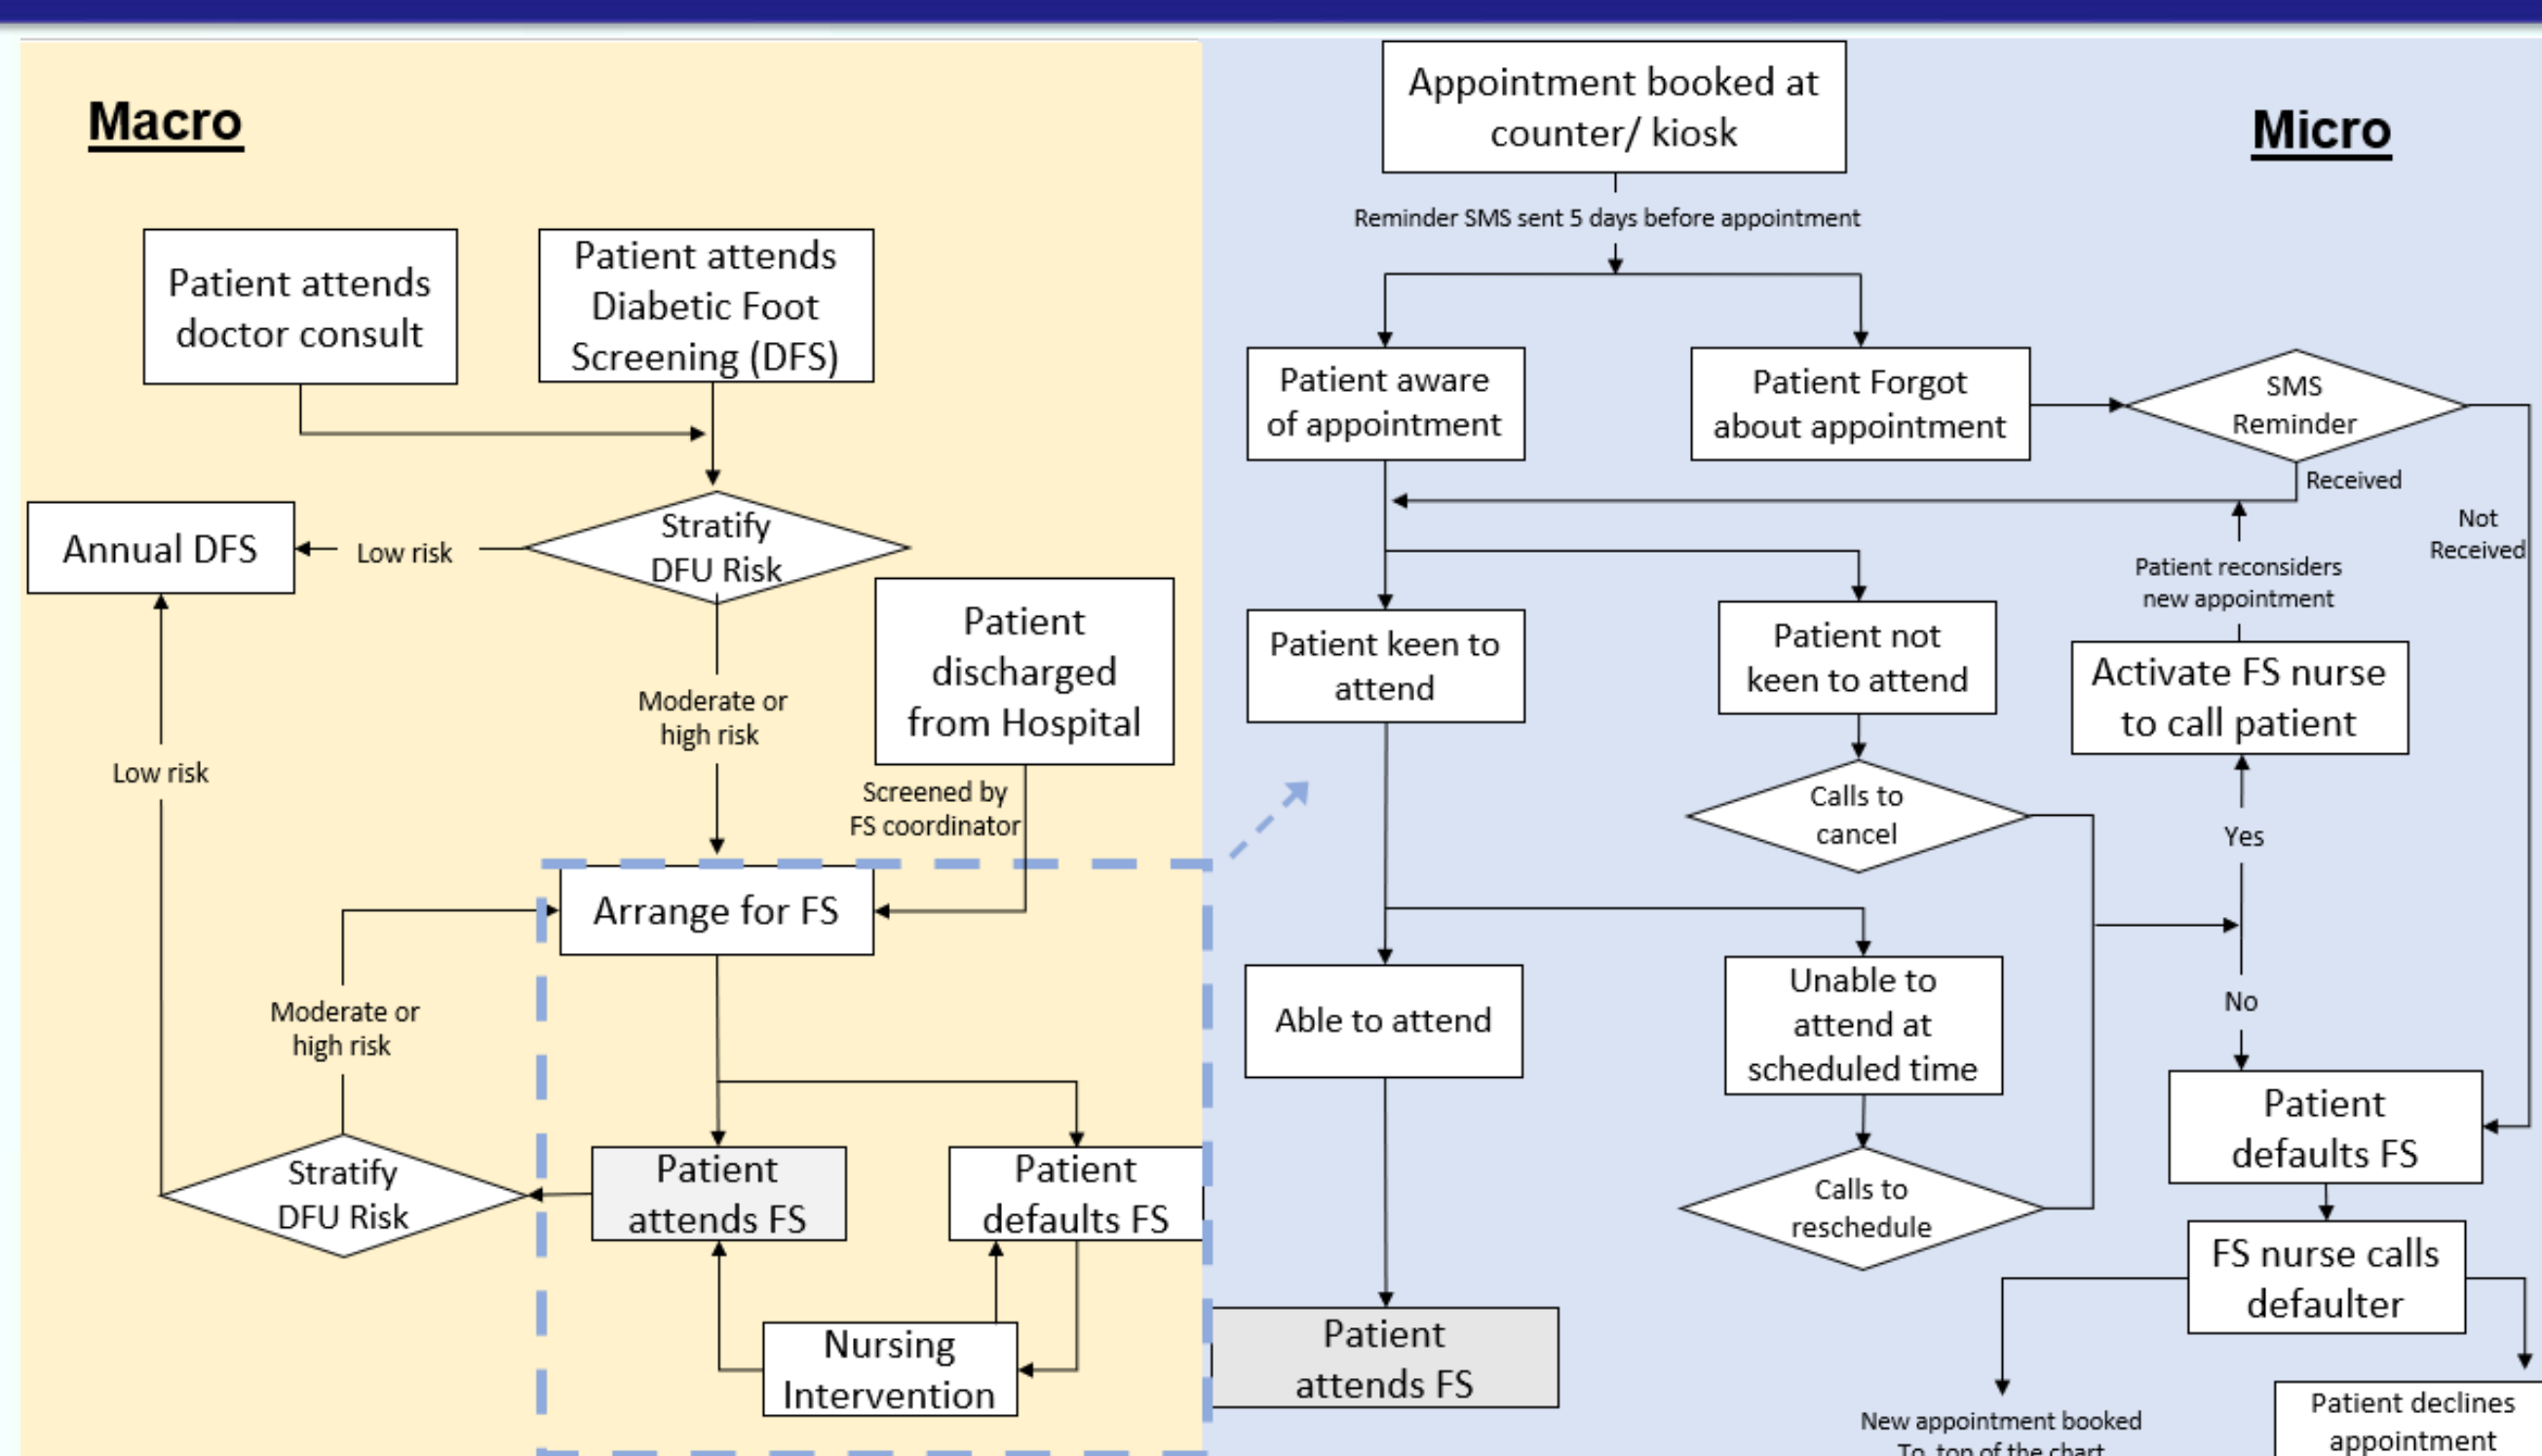 Macro
Patient attends
doctor consult
Patient attends
Diabetic Foot
Screening (DFS)
Stratify
DFU Risk
Low risk
Annual DFS
Patient
discharged
from Hospital
Moderate or
high risk
Low risk
Screened by
FS coordinator
Arrange for FS
Moderate or
high risk
Stratify
DFU Risk
Patient
attends FS
Patient
defaults FS
Nursing
Intervention
Micro
Appointment booked at
counter/ kiosk
Reminder SMS sent 5 days before appointment
Patient aware
of appointment
Patient Forgot
about appointment
SMS
Reminder
Received
Not
Received
Patient reconsiders
new appointment
Patient keen to
attend
Patient not
keen to attend
Activate FS nurse
to call patient
Calls to
cancel
Yes
Able to attend
Unable to
attend at
scheduled time
No
Patient
defaults FS
Calls to
reschedule
FS nurse calls
defaulter
Patient
attends FS
New appointment booked
To top of the chart
Patient declines
appointment